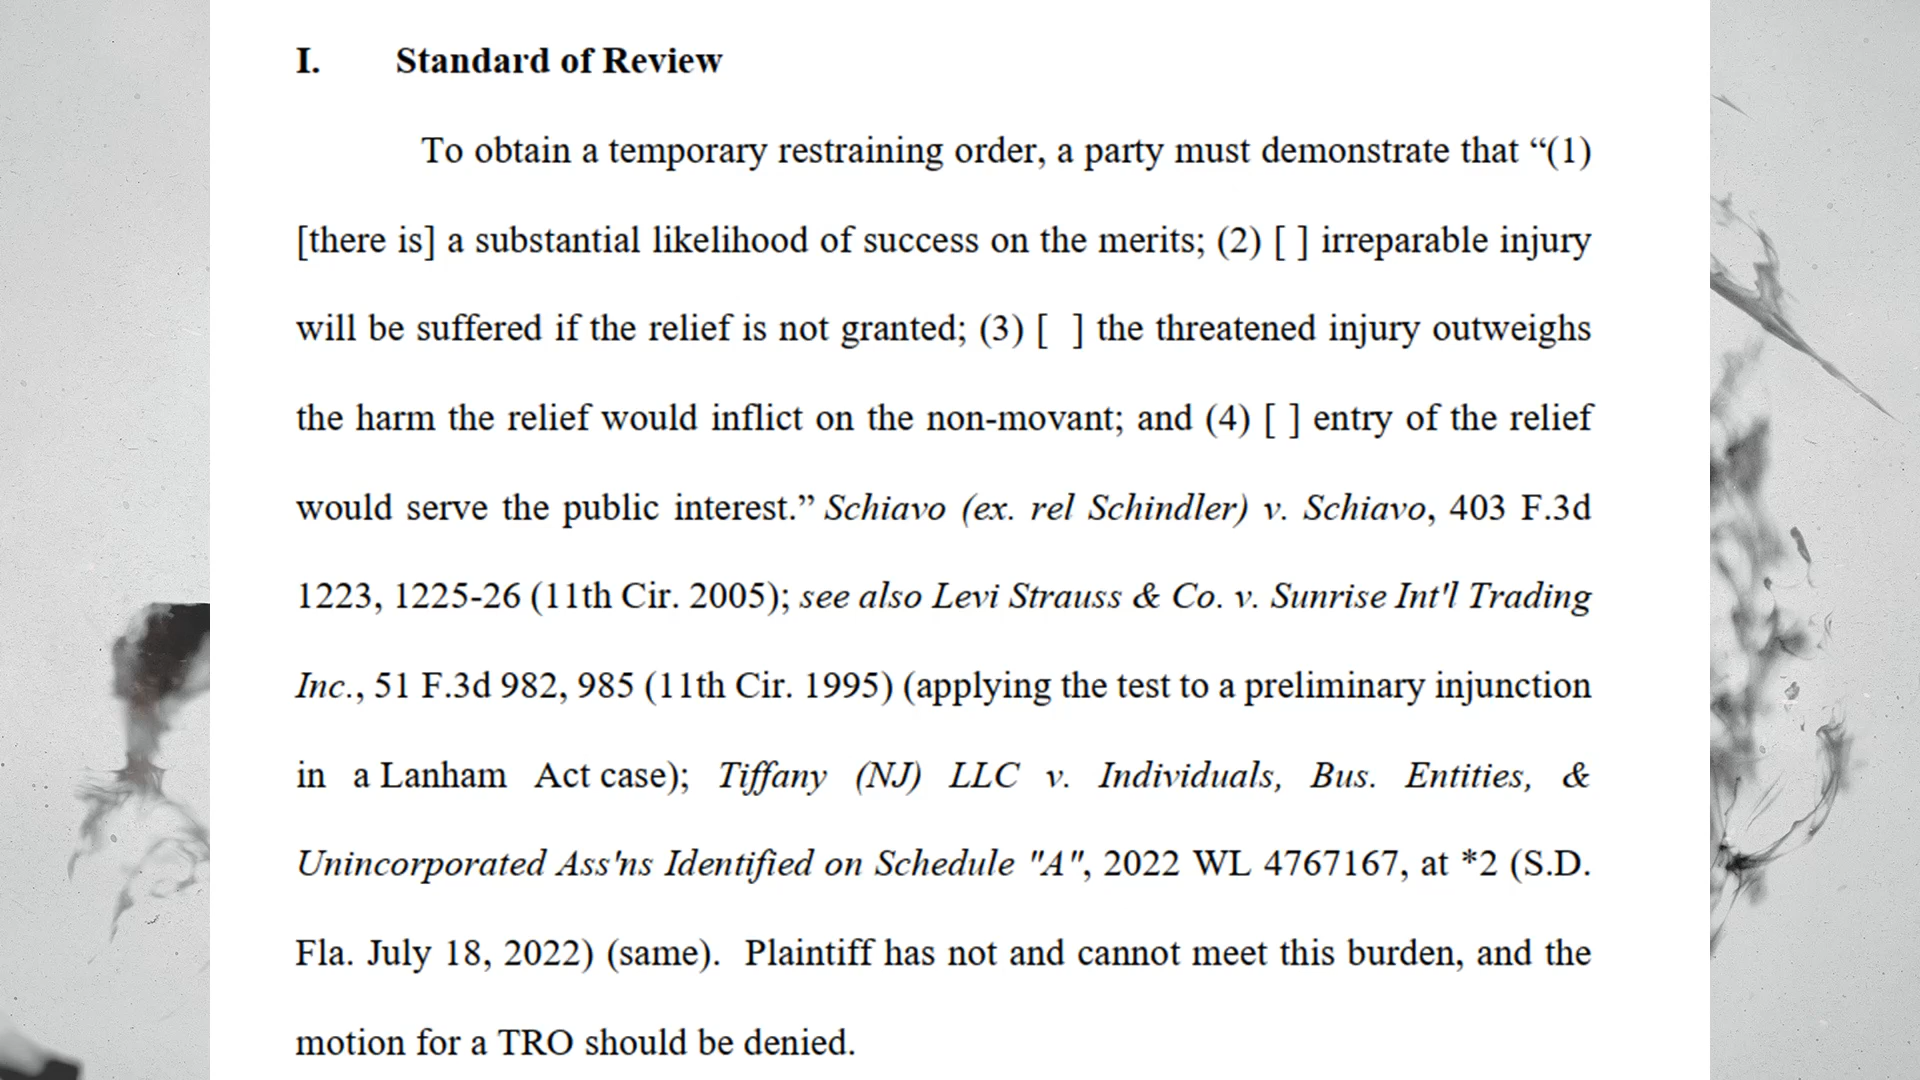 I. Standard of Review
To obtain a temporary restraining order, a party must demonstrate that “(1)
[there is] a substantial likelihood of success on the merits; (2) [ ] irreparable injury
will be suffered if the relief is not granted; (3) [  ] the threatened injury outweighs
the harm the relief would inflict on the non-movant; and (4) [ ] entry of the relief
would serve the public interest.” Schiavo (ex. rel Schindler) v. Schiavo, 403 F.3d
1223, 1225-26 (11th Cir. 2005); see also Levi Strauss & Co. v. Sunrise Int'l Trading
Inc., 51 F.3d 982, 985 (11th Cir. 1995) (applying the test to a preliminary injunction
in a Lanham Act case); Tiffany (NJ) LLC v. Individuals, Bus. Entities, &
Unincorporated Ass'ns Identified on Schedule "A", 2022 WL 4767167, at *2 (S.D.
Fla. July 18, 2022) (same).  Plaintiff has not and cannot meet this burden, and the
motion for a TRO should be denied.